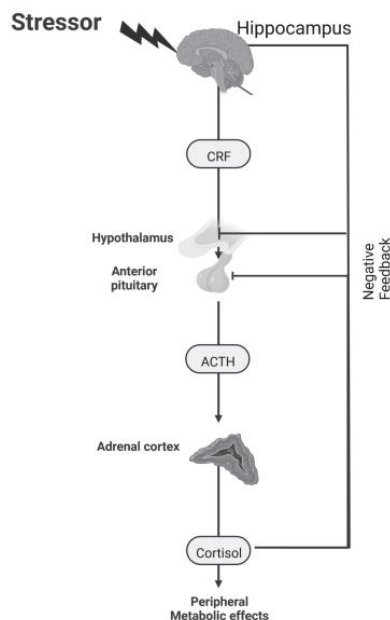 Stressor
Hippocampus
CRF
Hypothalamus
Anterior
pituitary
Negative
Feedback
ACTH
Adrenal cortex
Cortisol
Peripheral
Metabolic effects